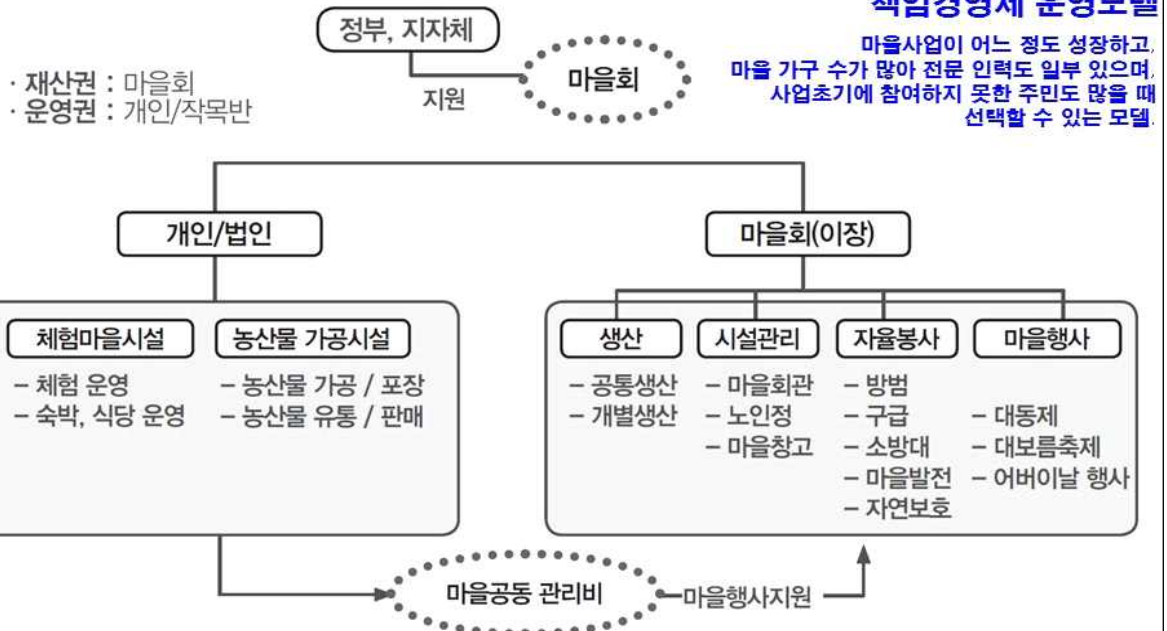 책임경영제 운영모델
정부, 지자체
마을회
지원
· 재산권 : 마을회
· 운영권 : 개인/작목반
마을사업이 어느 정도 성장하고,
마을 가구 수가 많아 전문 인력도 일부 있으며,
사업초기에 참여하지 못한 주민도 많을 때
선택할 수 있는 모델.
개인/법인
마을회(이장)
체험마을시설
– 체험 운영
– 숙박, 식당 운영
농산물 가공시설
– 농산물 가공 / 포장
– 농산물 유통 / 판매
생산
– 공통생산
– 개별생산
시설관리
– 마을회관
– 노인정
– 마을창고
자율봉사
– 방범
– 구급
– 소방대
– 마을발전
– 자연보호
마을행사
– 대동제
– 대보름축제
– 어버이날 행사
마을공동 관리비
마을행사지원